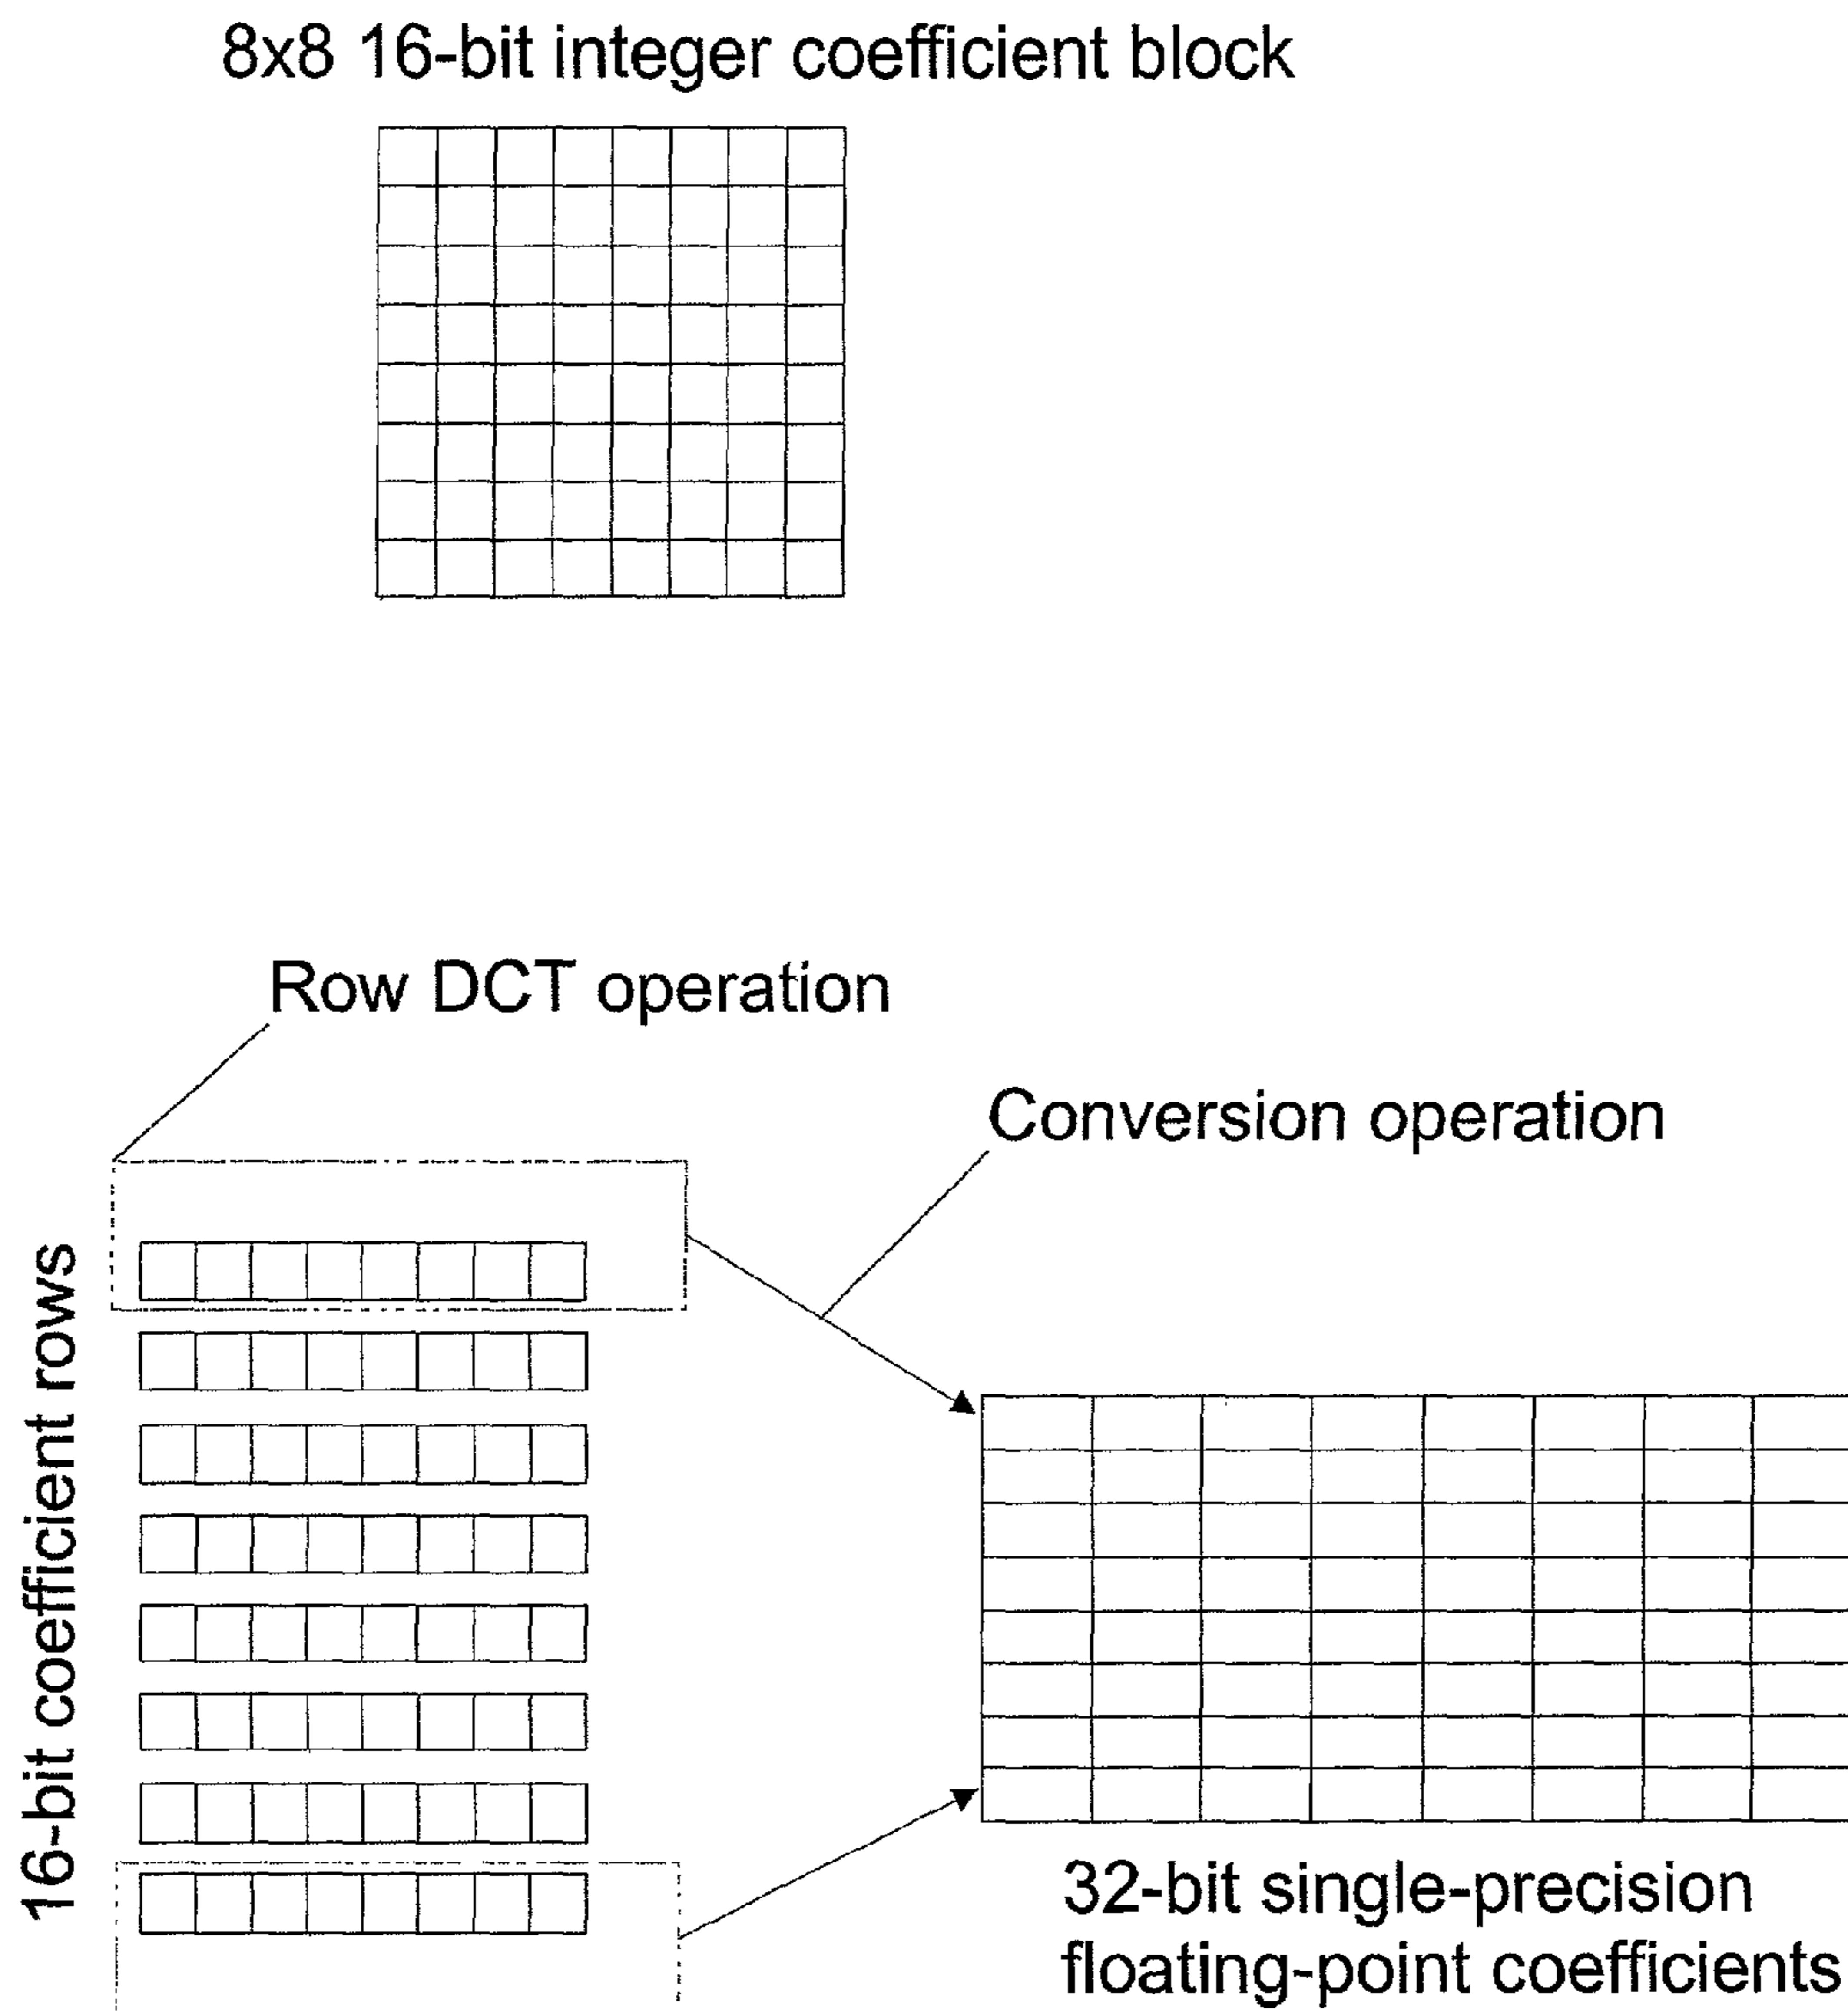 8x8 16-bit integer coefficient block
Row DCT operation
Conversion operation
16-bit coefficient rows
32-bit single-precision
floating-point coefficients